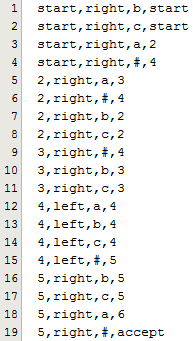 1 start,right,b,start
2 start,right,c,start
3 start,right,a,2
4 start,right,#,4
5 2,right,a,3
6 2,right,#,4
7 2,right,b,2
8 2,right,c,2
9 3,right,#,4
10 3,right,b,3
11 3,right,c,3
12 4,left,a,4
13 4,left,b,4
14 4,left,c,4
15 4,left,#,5
16 5,right,b,5
17 5,right,c,5
18 5,right,a,6
19 5,right,#,accept